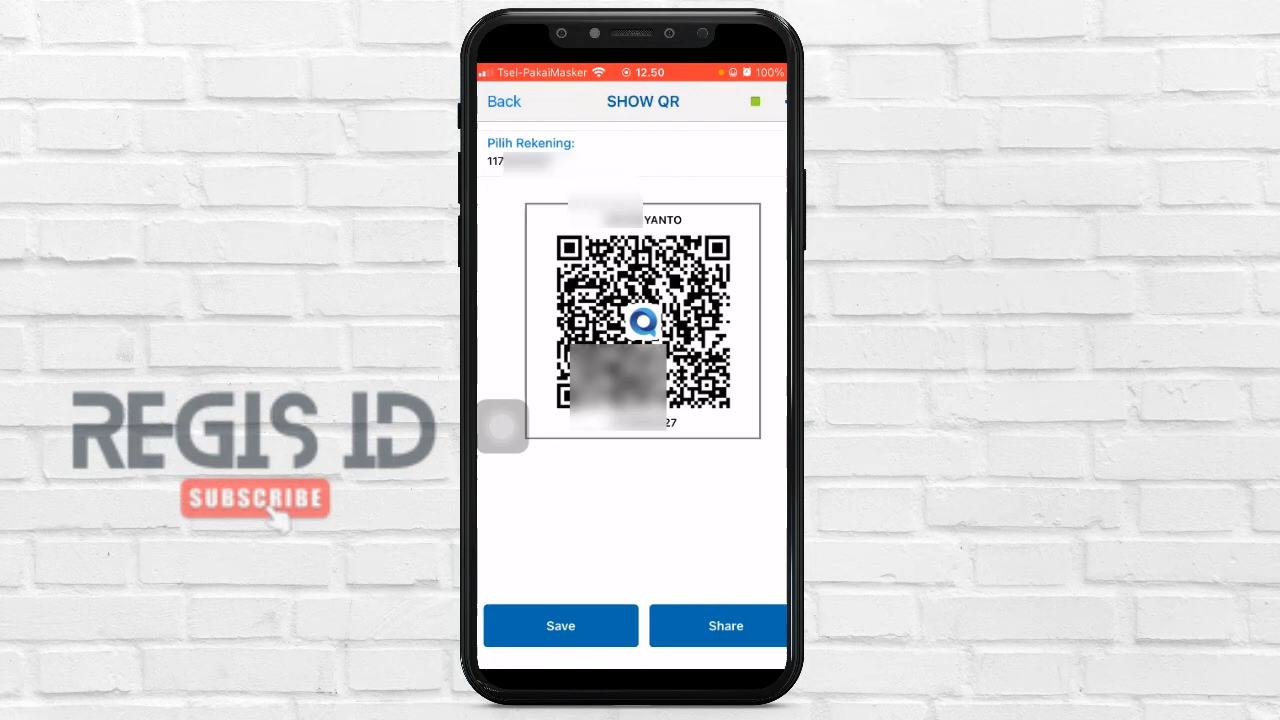 Tsel-PakaiMasker 12.50 100%
Back SHOW QR
Pilih Rekening:
117
YANTO
27
REGIS ID
SUBSCRIBE
Save Share